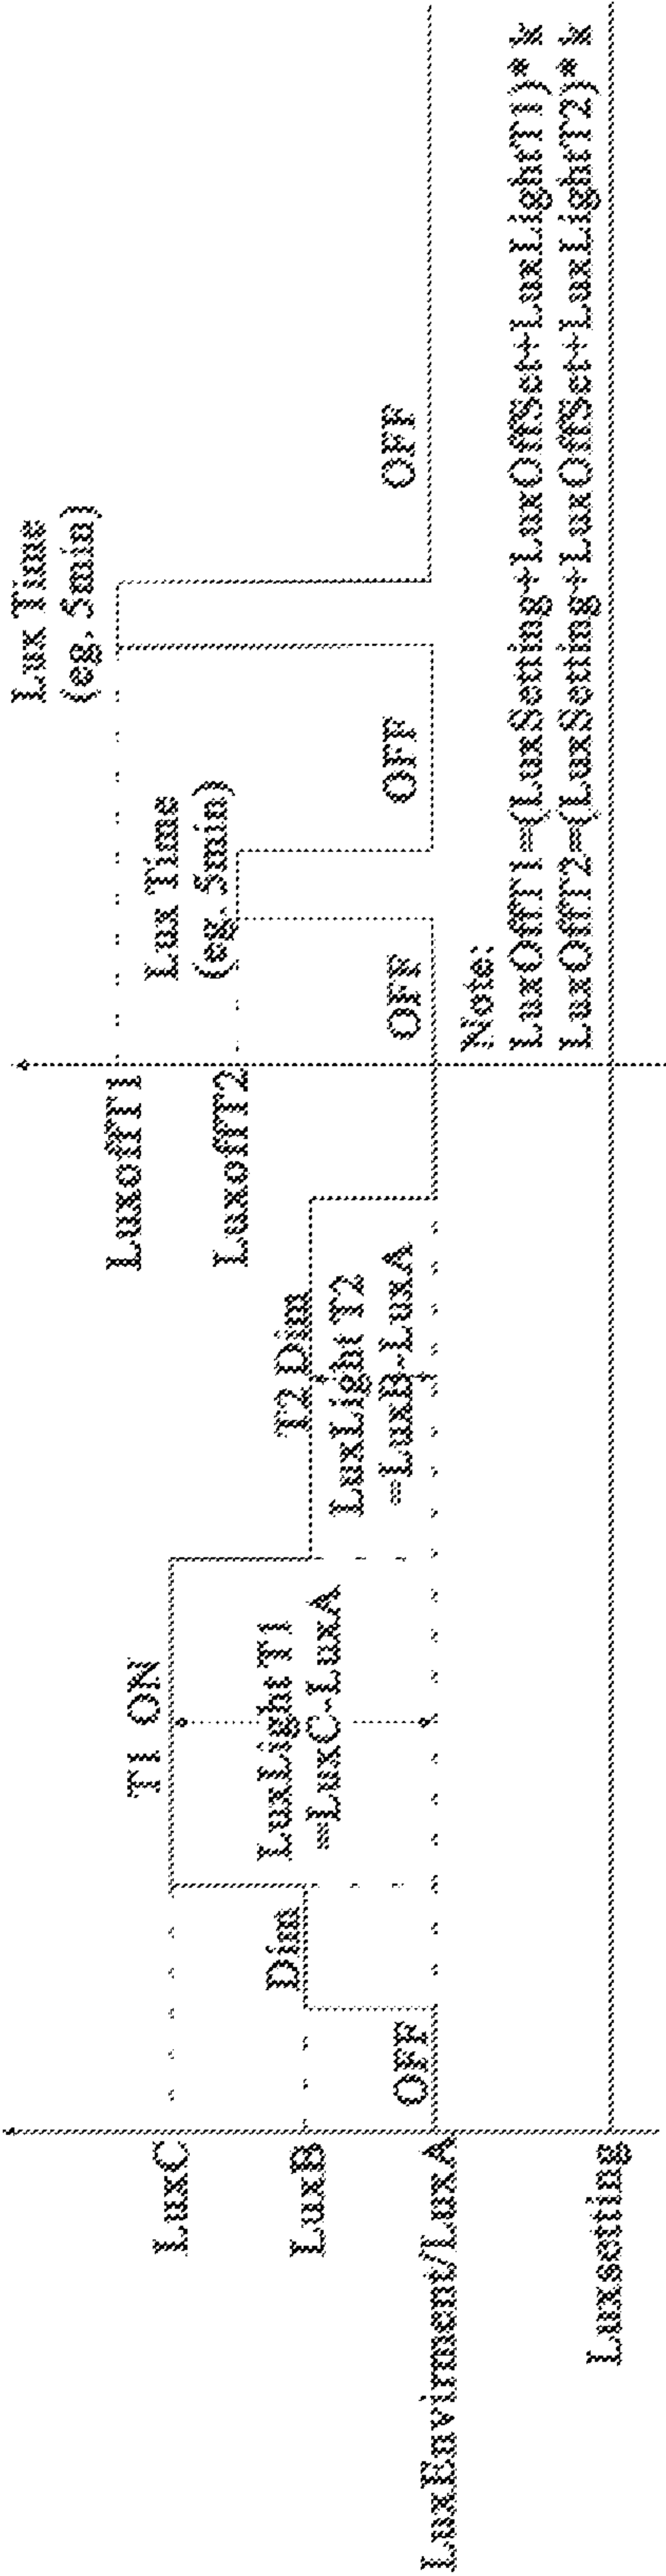 LuxC
LuxB
LuxEnvirment/LuxA
Luxsetting
OFF
Dim
T1 ON
LuxLight T1
=LuxC-LuxA
T2 Dim
LuxLight T2
=LuxB-LuxA
LuxoffT1
LuxoffT2
OFF
Lux Time
(eg. 5min)
OFF
Lux Time
(eg. 5min)
OFF
Note:
LuxOffT1=(LuxSetting+LuxOffSet+LuxLightT1)* k
LuxOffT2=(LuxSetting+LuxOffSet+LuxLightT2)* k